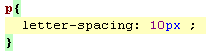 p{
letter-spacing: 10px ;
}